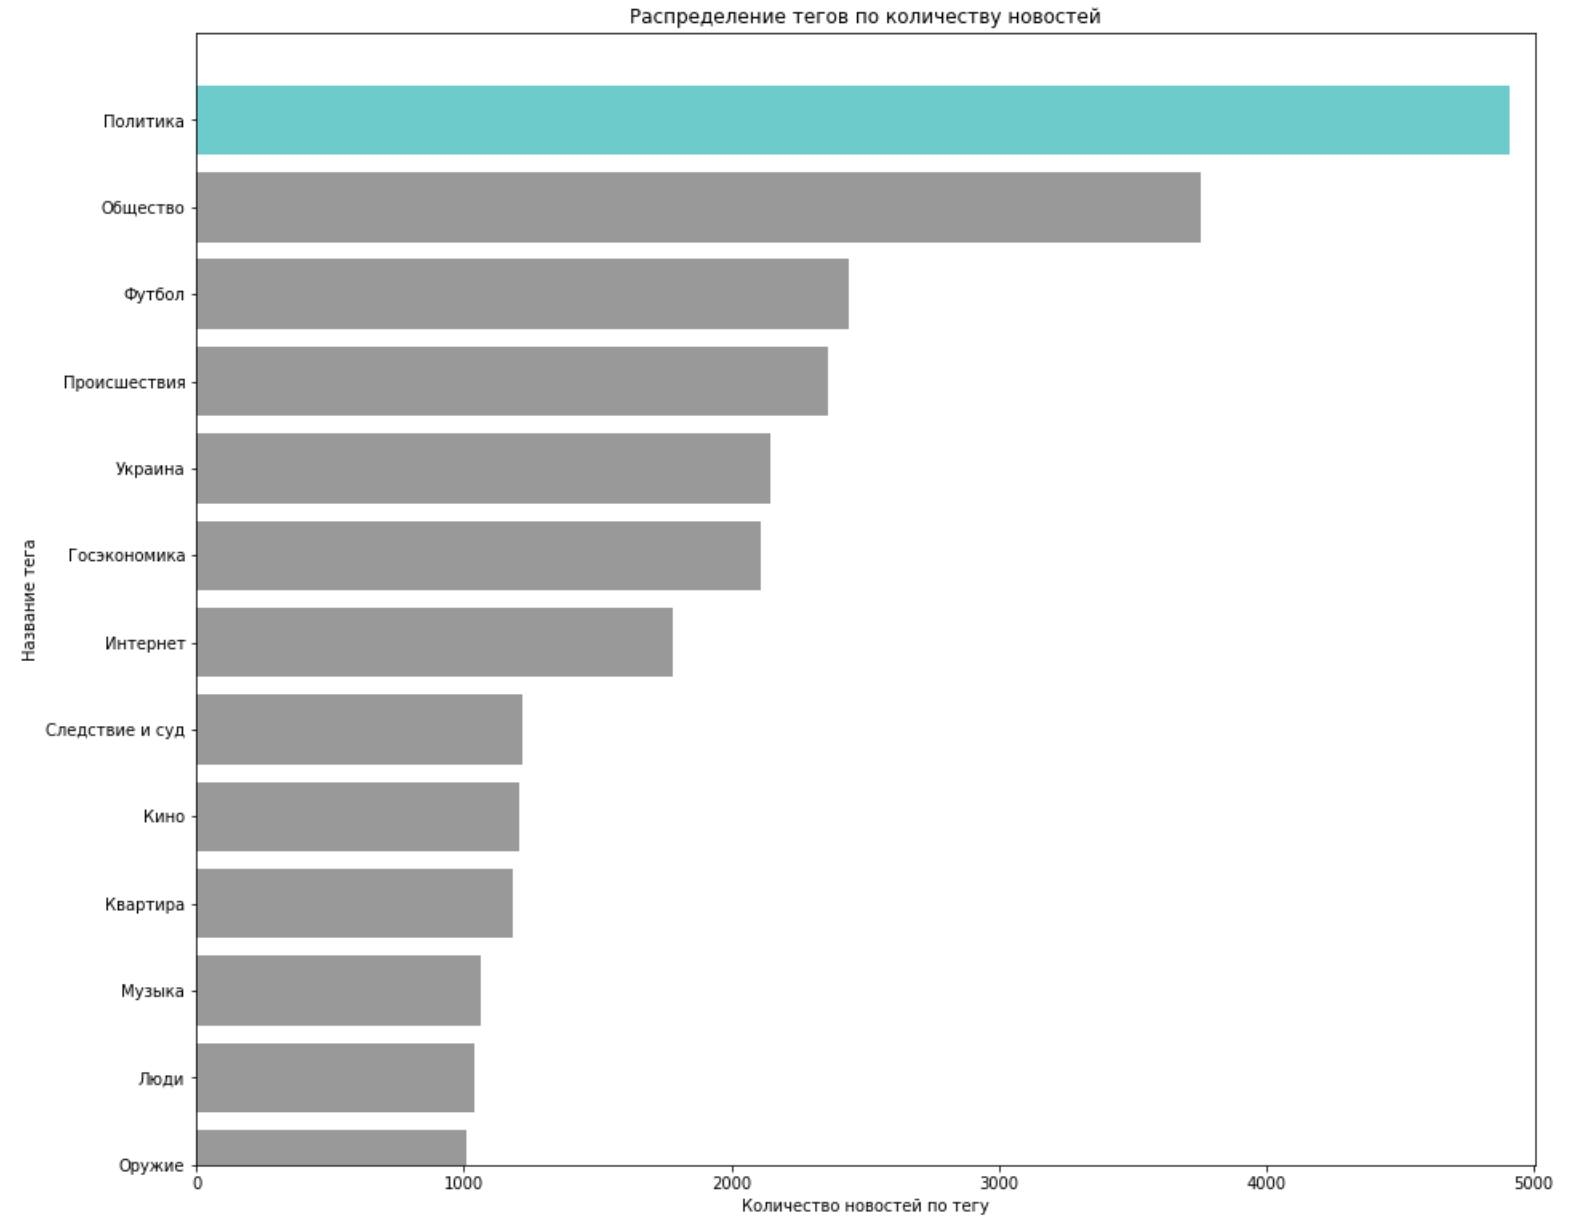 Распределение тегов по количеству новостей
Политика
Общество
Футбол
Происшествия
Украина
Госэкономика
Название тега
Интернет
Следствие и суд
Кино
Квартира
Музыка
Люди
Оружие
0 1000 2000 3000 4000 5000
Количество новостей по тегу